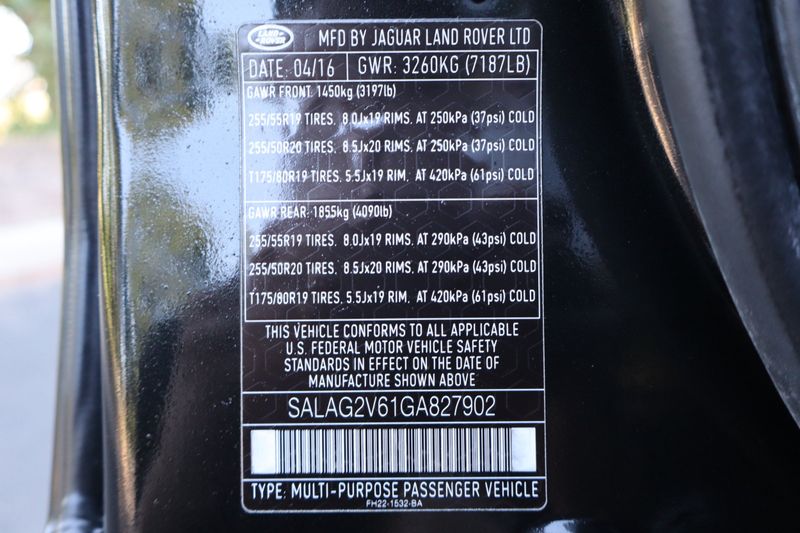 LAND ROVER MFD BY JAGUAR LAND ROVER LTD
DATE: 04/16 GWR: 3260KG (7187LB)
GAWR FRONT: 1450kg (3197lb)
255/55R19 TIRES, 8.0Jx19 RIMS, AT 250kPa (37psi) COLD
255/50R20 TIRES, 8.5Jx20 RIMS, AT 250kPa (37psi) COLD
T175/80R19 TIRES, 5.5Jx19 RIM, AT 420kPa (61psi) COLD
GAWR REAR: 1855kg (4090lb)
255/55R19 TIRES, 8.0Jx19 RIMS, AT 290kPa (43psi) COLD
255/50R20 TIRES, 8.5Jx20 RIMS, AT 290kPa (43psi) COLD
T175/80R19 TIRES, 5.5Jx19 RIM, AT 420kPa (61psi) COLD
THIS VEHICLE CONFORMS TO ALL APPLICABLE
U.S. FEDERAL MOTOR VEHICLE SAFETY
STANDARDS IN EFFECT ON THE DATE OF
MANUFACTURE SHOWN ABOVE
SALAG2V61GA827902
TYPE: MULTI-PURPOSE PASSENGER VEHICLE
FH22-1532-BA